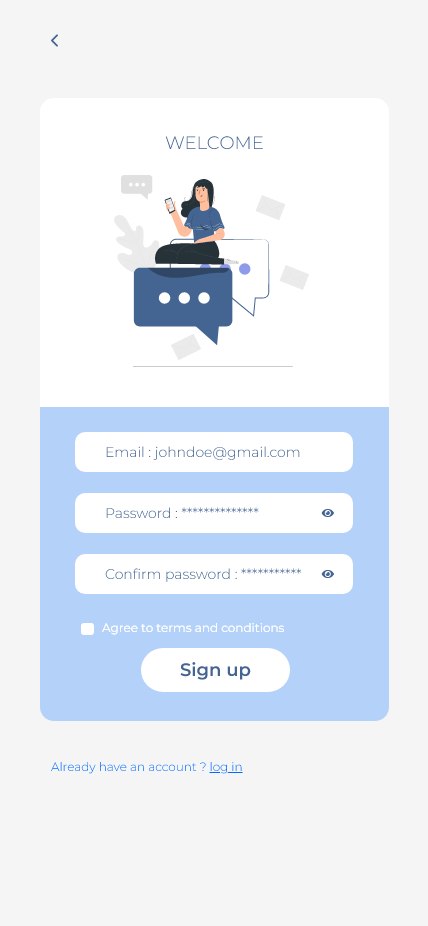 WELCOME
Email : johndoe@gmail.com
Password : **************
Confirm password : ***********
Agree to terms and conditions
Sign up
Already have an account ? log in